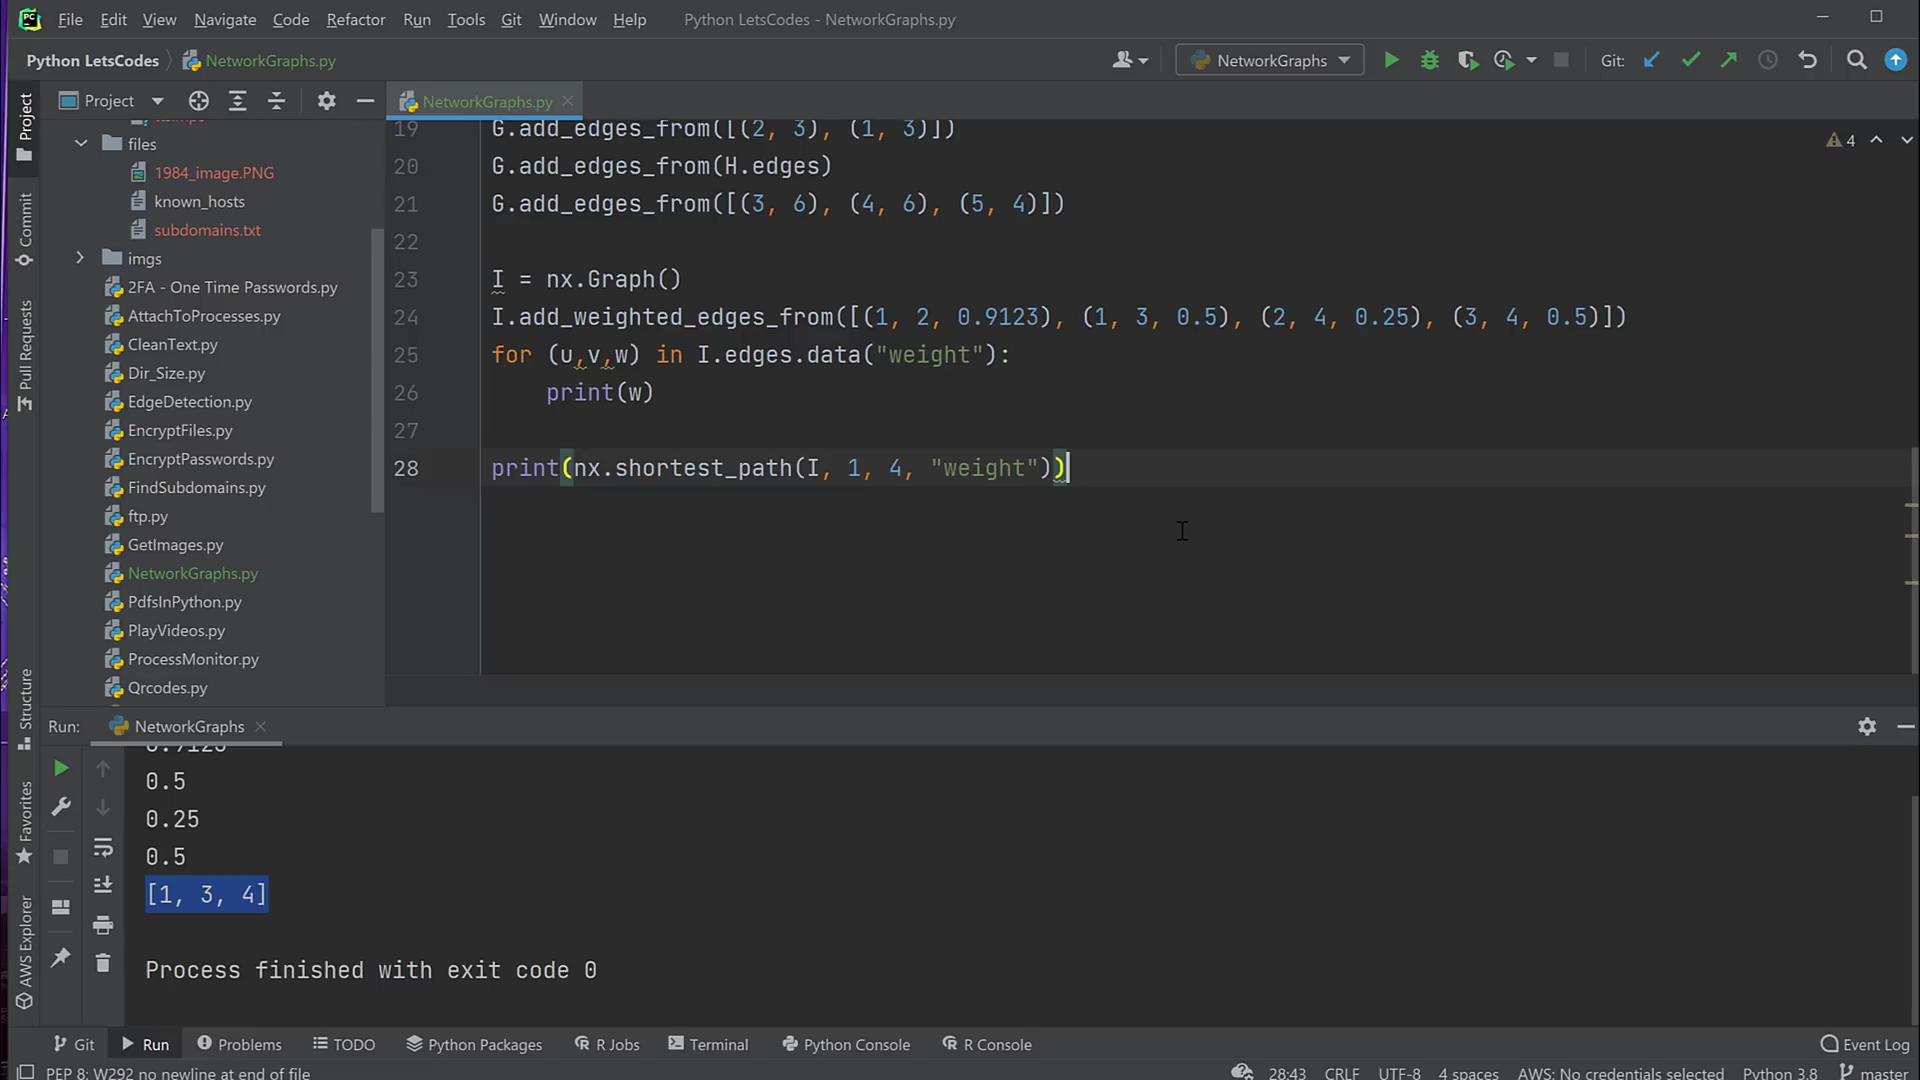 File Edit View Navigate Code Refactor Run Tools Git Window Help Python LetsCodes - NetworkGraphs.py
Python LetsCodes NetworkGraphs.py NetworkGraphs Git:
Project NetworkGraphs.py
Project
Commit
Pull Requests
Structure
Favorites
AWS Explorer
files
1984_image.PNG
known_hosts
subdomains.txt
imgs
2FA - One Time Passwords.py
AttachToProcesses.py
CleanText.py
Dir_Size.py
EdgeDetection.py
EncryptFiles.py
EncryptPasswords.py
FindSubdomains.py
ftp.py
GetImages.py
NetworkGraphs.py
PdfsInPython.py
PlayVideos.py
ProcessMonitor.py
Qrcodes.py
4
19 G.add_edges_from([(2, 3), (1, 3)])
20 G.add_edges_from(H.edges)
21 G.add_edges_from([(3, 6), (4, 6), (5, 4)])
22
23 I = nx.Graph()
24 I.add_weighted_edges_from([(1, 2, 0.9123), (1, 3, 0.5), (2, 4, 0.25), (3, 4, 0.5)])
25 for (u,v,w) in I.edges.data("weight"):
26 print(w)
27
28 print(nx.shortest_path(I, 1, 4, "weight"))
Run: NetworkGraphs
0.9123
0.5
0.25
0.5
[1, 3, 4]
Process finished with exit code 0
Git Run Problems TODO Python Packages R Jobs Terminal Python Console R Console Event Log
PEP 8: W292 no newline at end of file 28:43 CRLF UTF-8 4 spaces AWS: No credentials selected Python 3.8 master